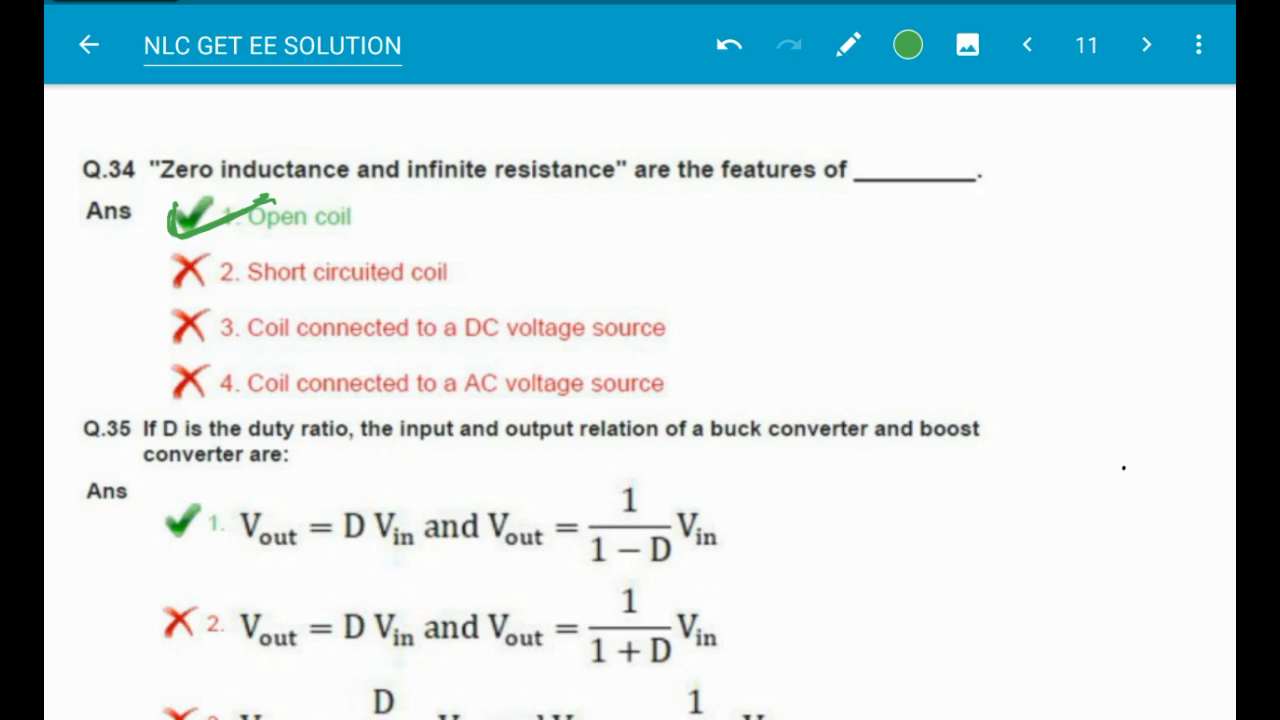 NLC GET EE SOLUTION
11
Q.34 "Zero inductance and infinite resistance" are the features of ________.
Ans
1. Open coil
2. Short circuited coil
3. Coil connected to a DC voltage source
4. Coil connected to a AC voltage source
Q.35 If D is the duty ratio, the input and output relation of a buck converter and boost
converter are:
Ans
1. Vout = D Vin and Vout = 1/(1 − D) Vin
2. Vout = D Vin and Vout = 1/(1 + D) Vin
D 1